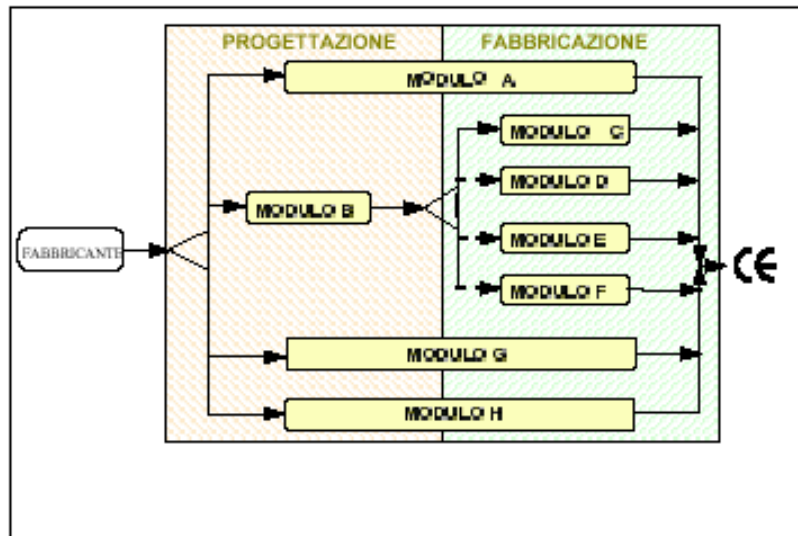 PROGETTAZIONE
FABBRICAZIONE
MODULO A
MODULO C
MODULO D
MODULO B
MODULO E
FABBRICANTE
CE
MODULO F
MODULO G
MODULO H